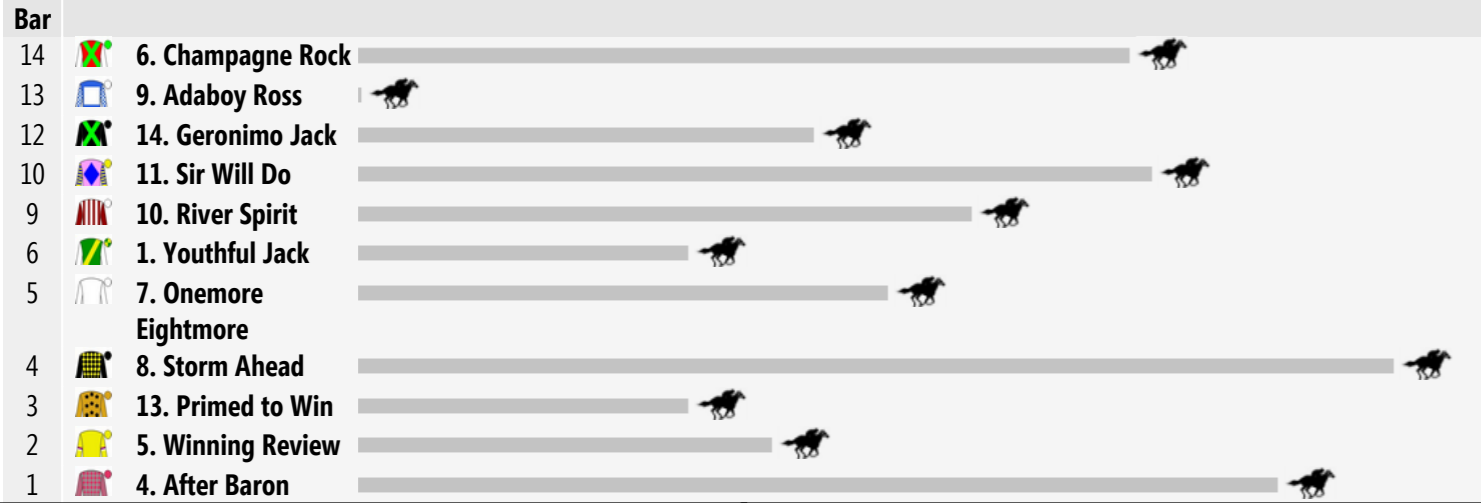 Bar
14 6. Champagne Rock
13 9. Adaboy Ross
12 14. Geronimo Jack
10 11. Sir Will Do
9 10. River Spirit
6 1. Youthful Jack
5 7. Onemore
Eightmore
4 8. Storm Ahead
3 13. Primed to Win
2 5. Winning Review
1 4. After Baron